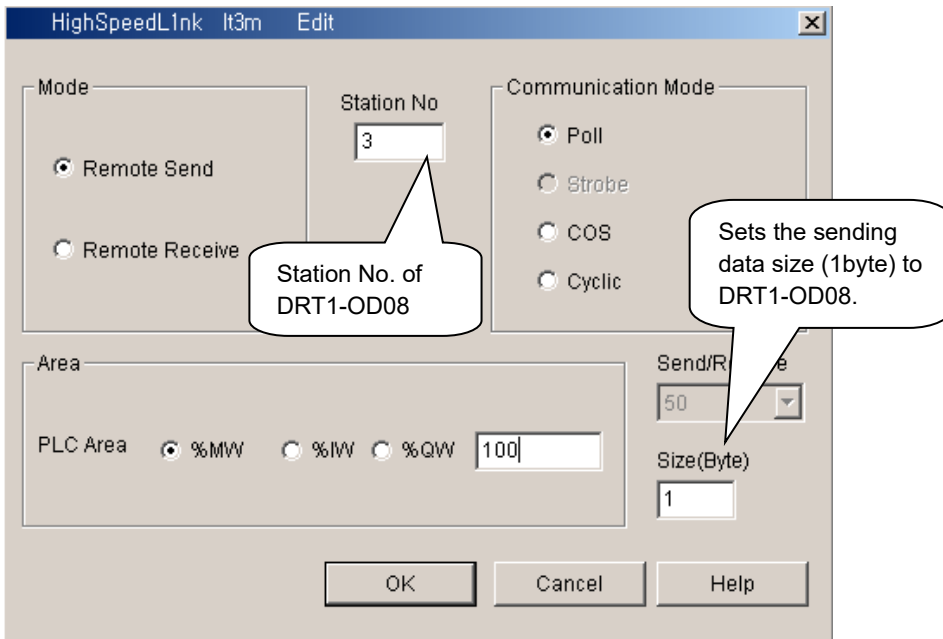 HighSpeedL1nk It3m Edit
Mode
Station No
Communication Mode
3
Poll
Remote Send
Strobe
COS
Remote Receive
Cyclic
Station No. of
DRT1-OD08
Sets the sending
data size (1byte) to
DRT1-OD08.
Area
50
PLC Area %MW %IW %QW 100
Size(Byte)
1
OK Cancel Help